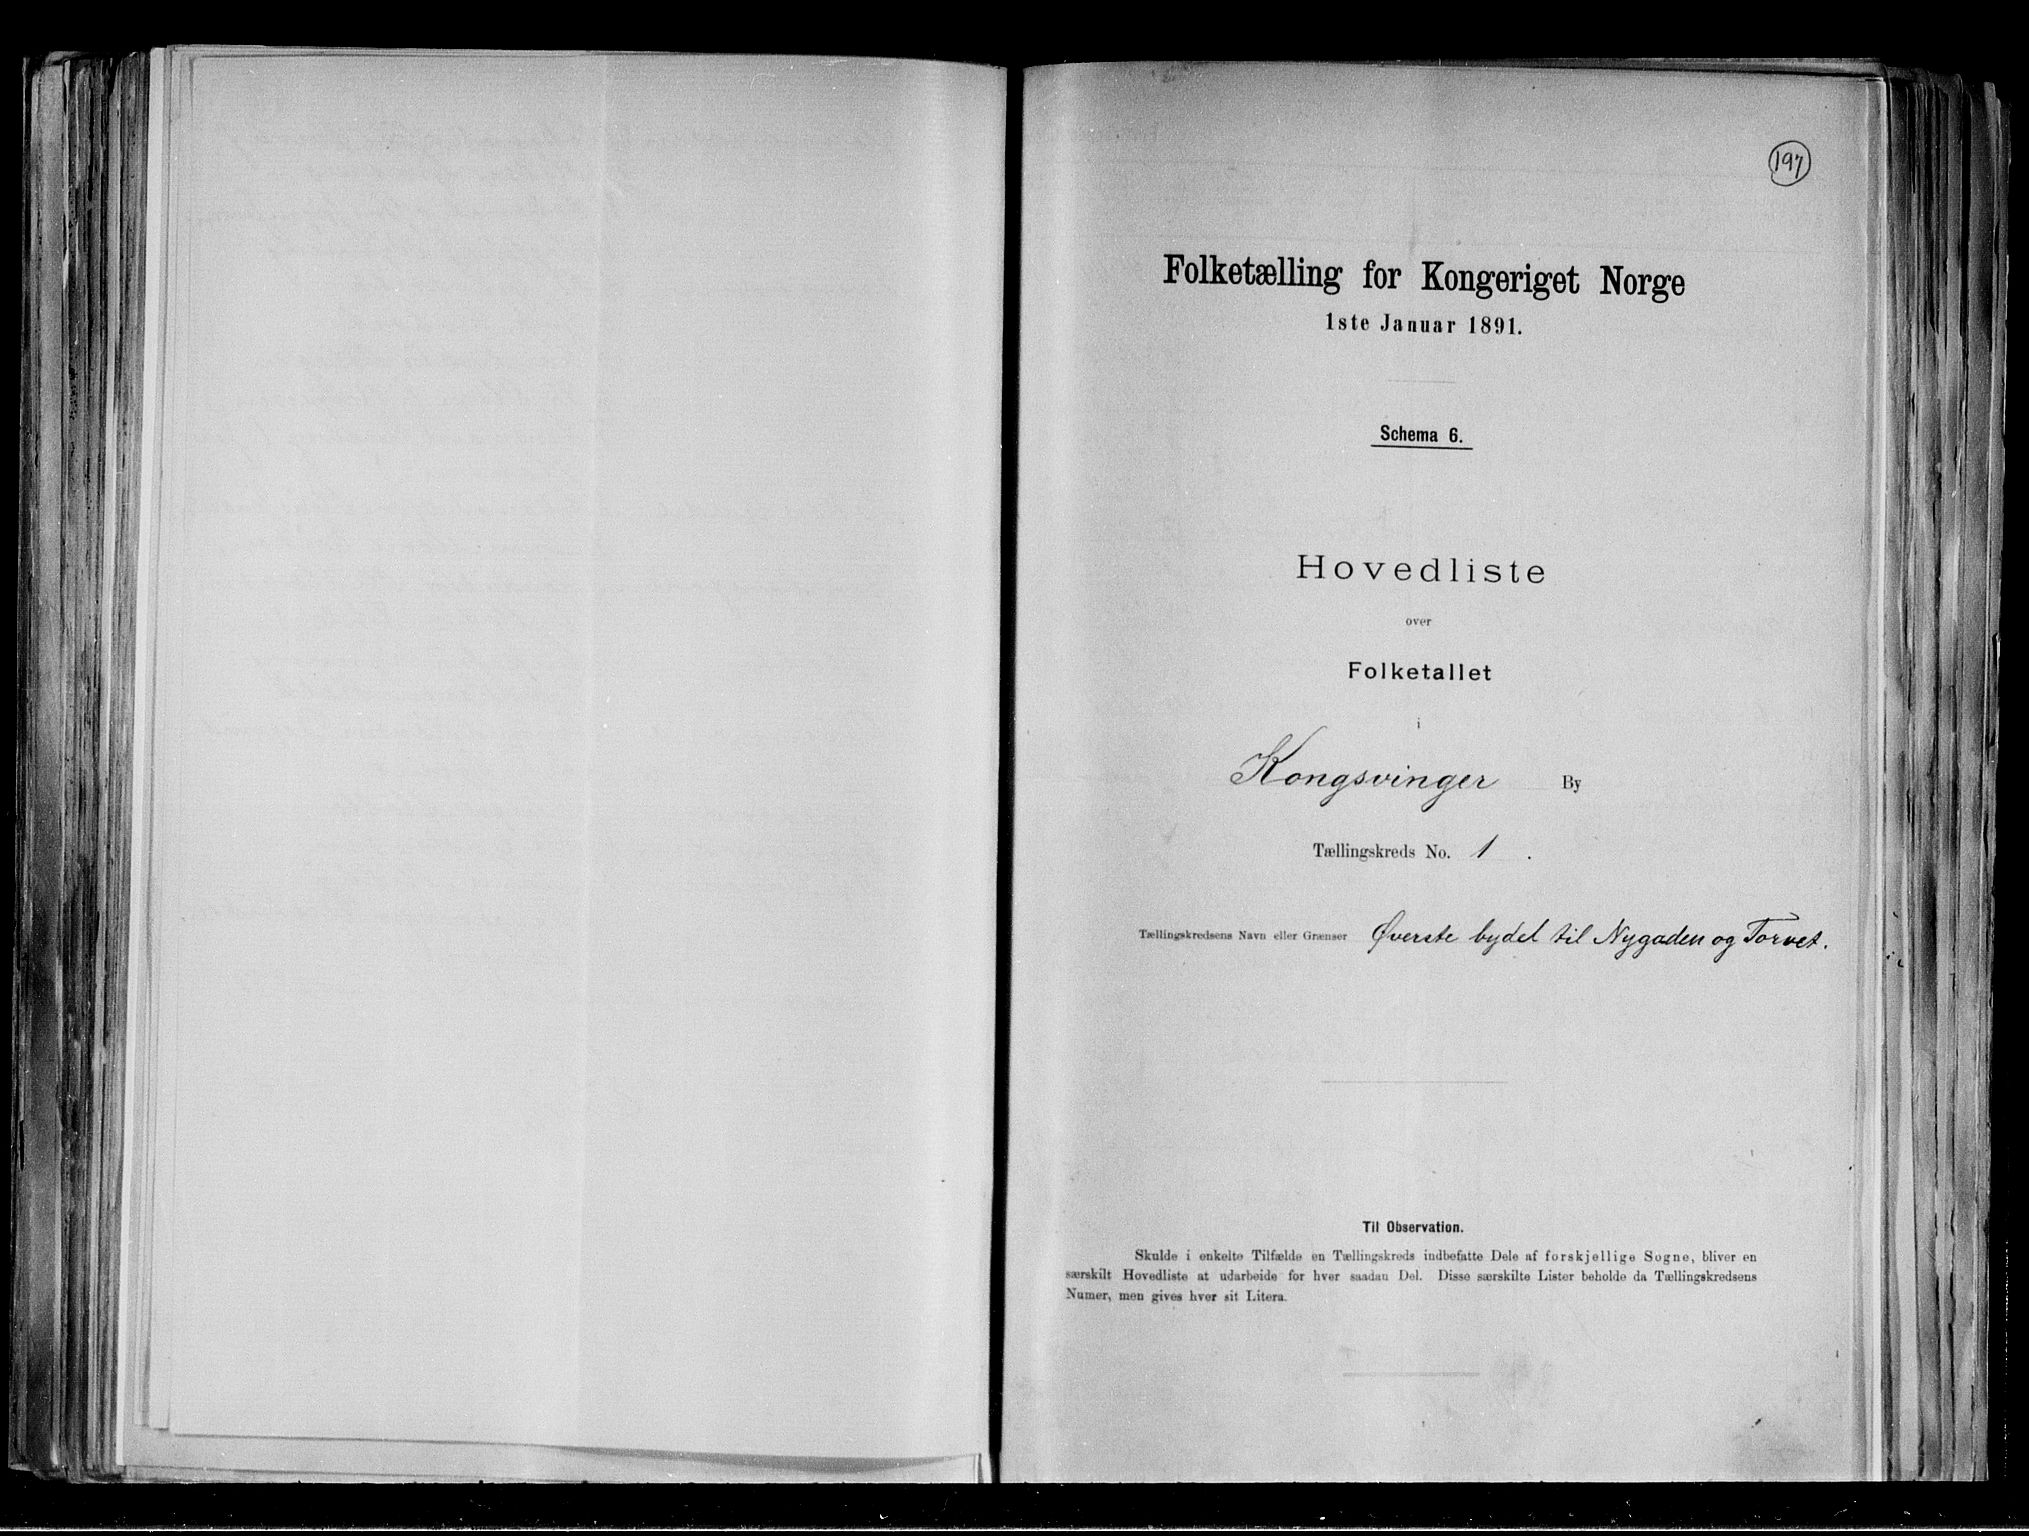 197
Folketælling for Kongeriget Norge
1ste Januar 1891.
Schema 6.
Hovedliste
over
Folketallet
i
Kongsvinger By
Tællingskreds No. 1.
Tællingskredsens Navn eller Grænser Øverste bydel til Nygaden og Torvet.
Til Observation.
Skulde i enkelte Tilfælde en Tællingskreds indbefatte Dele af forskjellige Sogne, bliver en
særskilt Hovedliste at udarbeide for hver saadan Del. Disse særskilte Lister beholde da Tællingskredsens
Numer, men gives hver sit Litera.